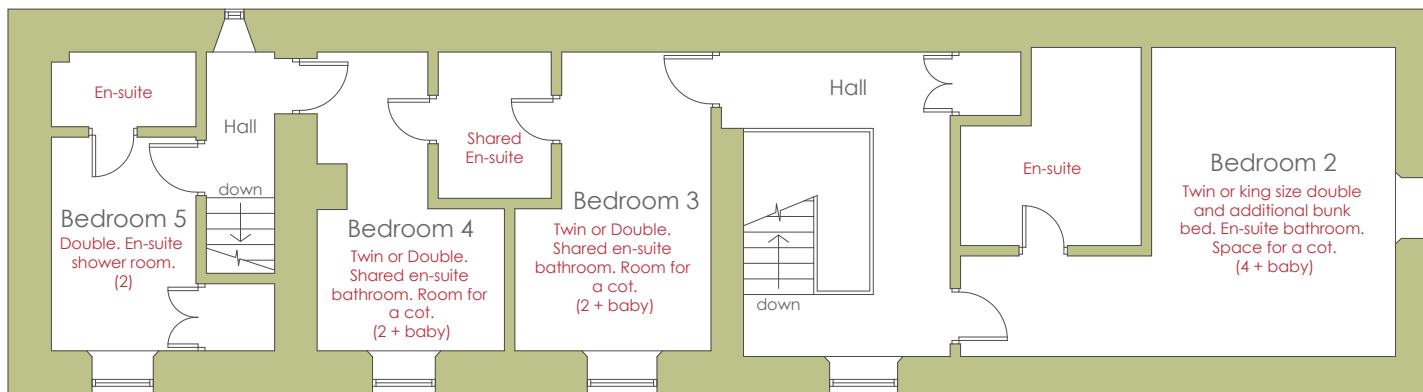 En-suite
Hall
down
Bedroom 5
Double. En-suite
shower room.
(2)
Bedroom 4
Twin or Double.
Shared en-suite
bathroom. Room for
a cot.
(2 + baby)
Shared
En-suite
Bedroom 3
Twin or Double.
Shared en-suite
bathroom. Room for
a cot.
(2 + baby)
Hall
down
En-suite
Bedroom 2
Twin or king size double
and additional bunk
bed. En-suite bathroom.
Space for a cot.
(4 + baby)